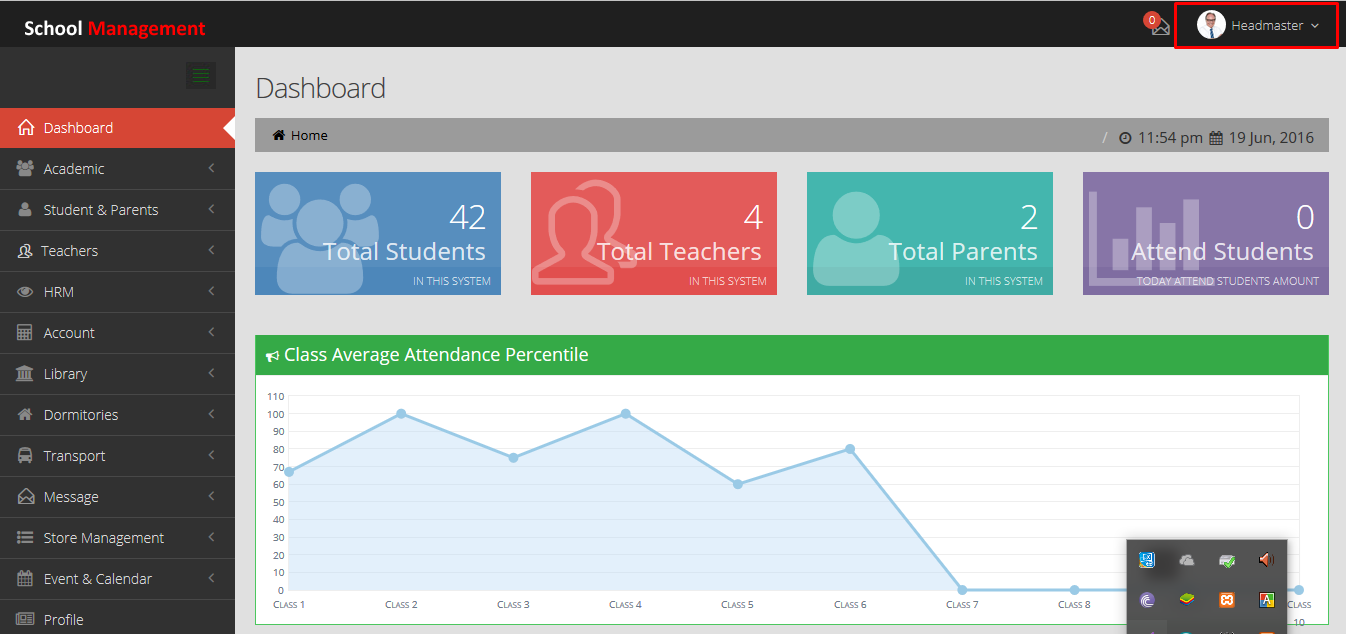 School Management
0
Headmaster
Dashboard
Home
/ 11:54 pm 19 Jun, 2016
Dashboard
Academic
Student & Parents
Teachers
HRM
Account
Library
Dormitories
Transport
Message
Store Management
Event & Calendar
Profile
42
Total Students
IN THIS SYSTEM
4
Total Teachers
IN THIS SYSTEM
2
Total Parents
IN THIS SYSTEM
0
Attend Students
TODAY ATTEND STUDENTS AMOUNT
Class Average Attendance Percentile
110
100
90
80
70
60
50
40
30
20
10
0
CLASS 1
CLASS 2
CLASS 3
CLASS 4
CLASS 5
CLASS 6
CLASS 7
CLASS 8
CLASS
10